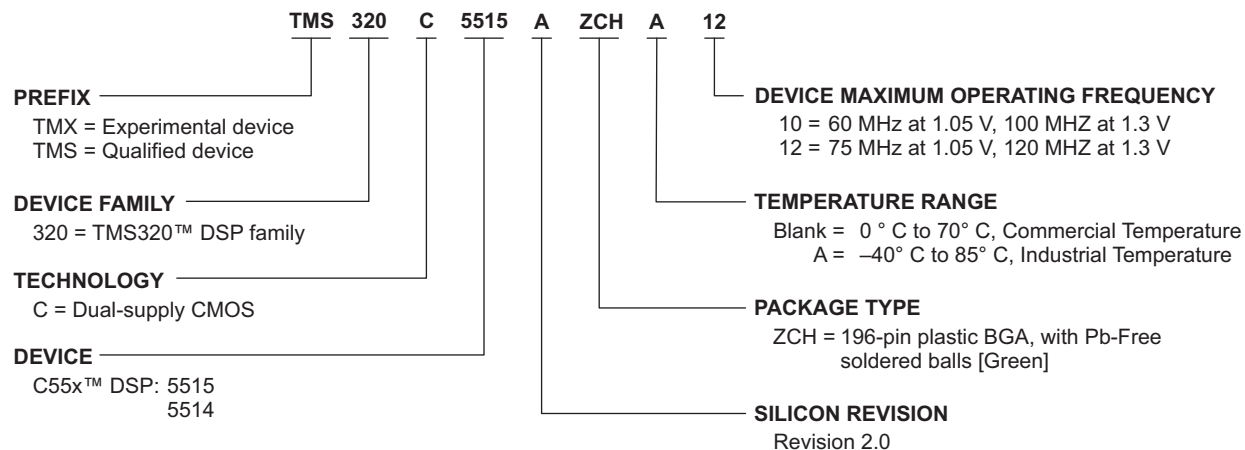 TMS 320 C 5515 A ZCH A 12
PREFIX
TMX = Experimental device
TMS = Qualified device
DEVICE FAMILY
320 = TMS320™ DSP family
TECHNOLOGY
C = Dual-supply CMOS
DEVICE
C55x™ DSP: 5515
5514
DEVICE MAXIMUM OPERATING FREQUENCY
10 = 60 MHz at 1.05 V, 100 MHZ at 1.3 V
12 = 75 MHz at 1.05 V, 120 MHZ at 1.3 V
TEMPERATURE RANGE
Blank = 0 ° C to 70° C, Commercial Temperature
A = –40° C to 85° C, Industrial Temperature
PACKAGE TYPE
ZCH = 196-pin plastic BGA, with Pb-Free
soldered balls [Green]
SILICON REVISION
Revision 2.0